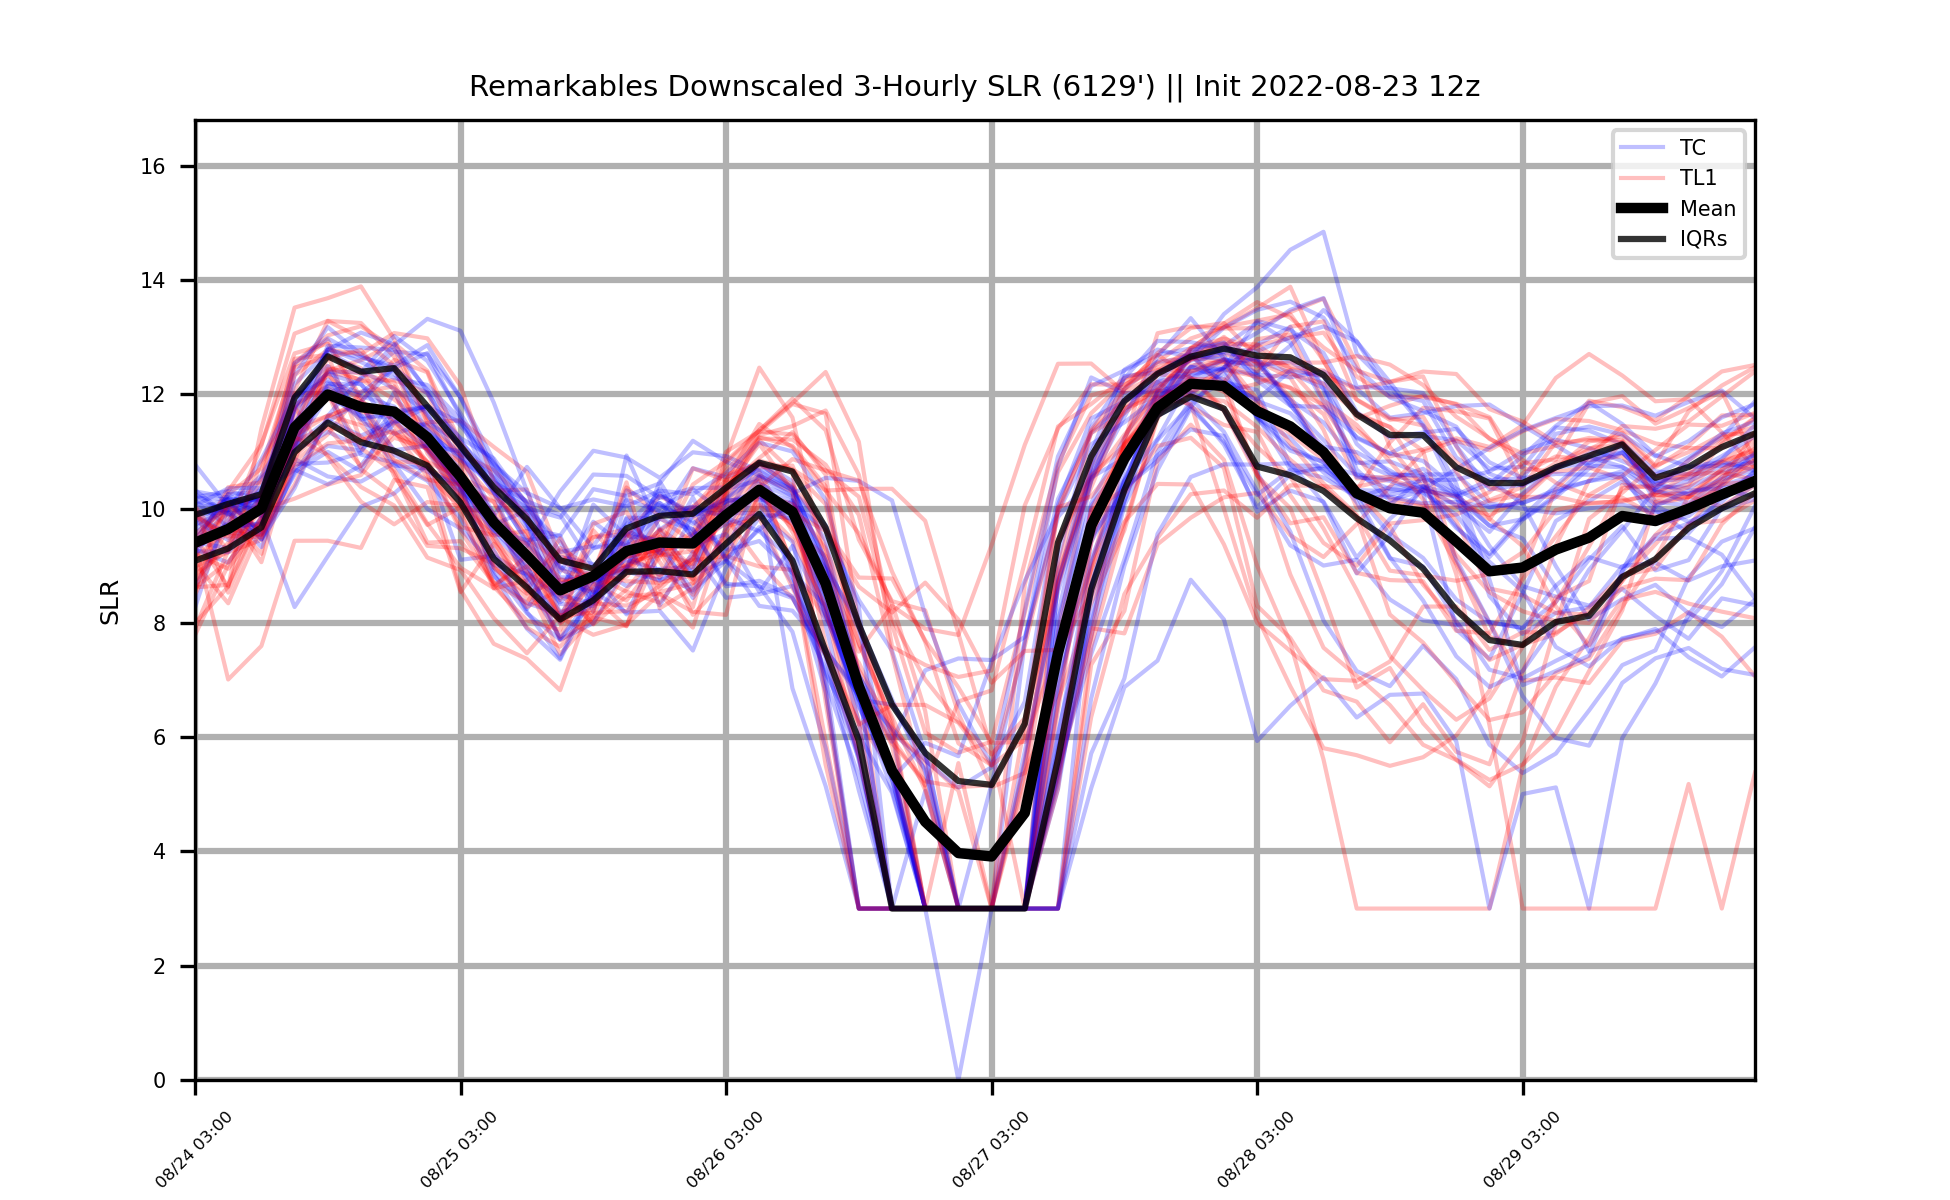 Remarkables Downscaled 3-Hourly SLR (6129') || Init 2022-08-23 12z
TC
TL1
Mean
IQRs
SLR
16
14
12
10
8
6
4
2
0
08/24 03:00
08/25 03:00
08/26 03:00
08/27 03:00
08/28 03:00
08/29 03:00